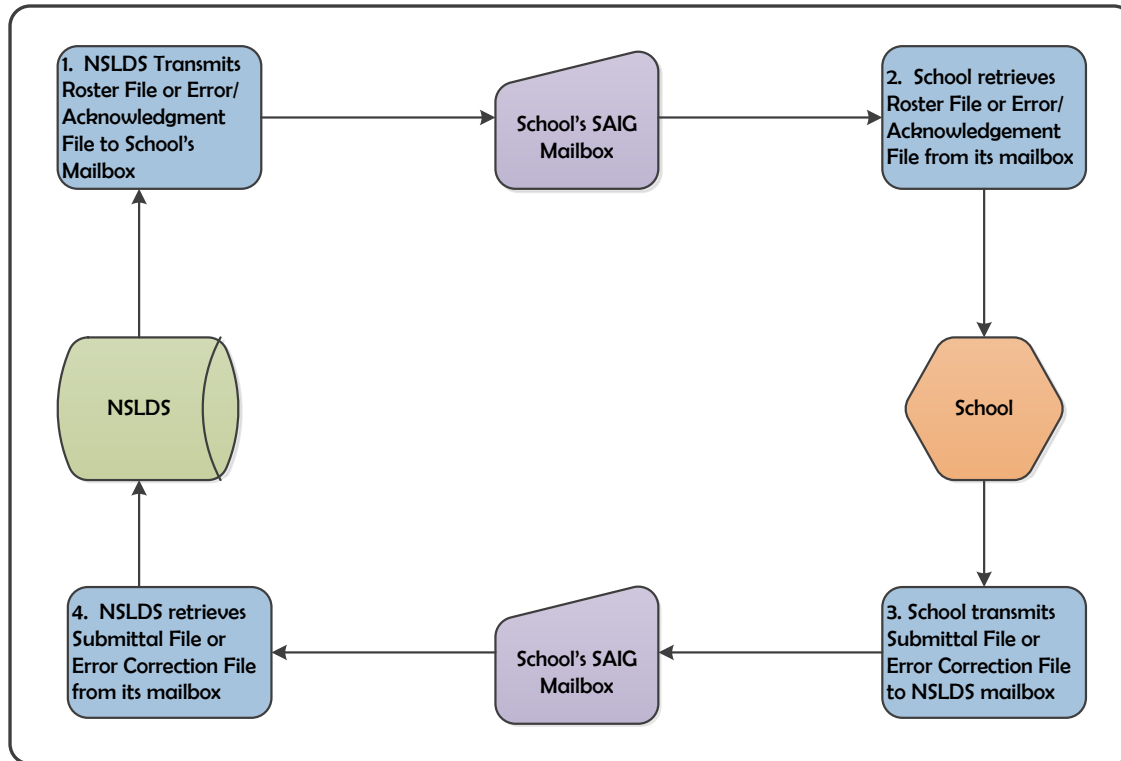 1.  NSLDS Transmits
Roster File or Error/
Acknowledgment
File to School's
Mailbox
School's SAIG
Mailbox
2.  School retrieves
Roster File or Error/
Acknowledgement
File from its mailbox
NSLDS
School
4.  NSLDS retrieves
Submittal File or
Error Correction File
from its mailbox
School's SAIG
Mailbox
3. School transmits
Submittal File or
Error Correction File
to NSLDS mailbox